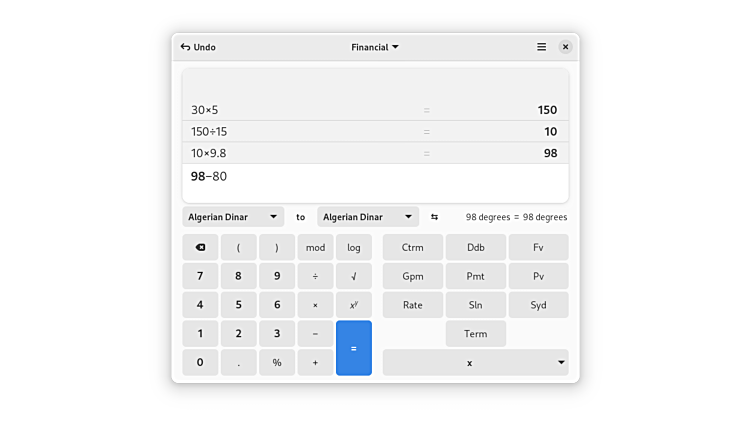 Undo Financial
30×5 = 150
150÷15 = 10
10×9.8 = 98
98−80
Algerian Dinar to Algerian Dinar ⇆ 98 degrees = 98 degrees
( ) mod log Ctrm Ddb Fv
7 8 9 ÷ √ Gpm Pmt Pv
4 5 6 × xʸ Rate Sln Syd
1 2 3 − = Term
0 . % + x